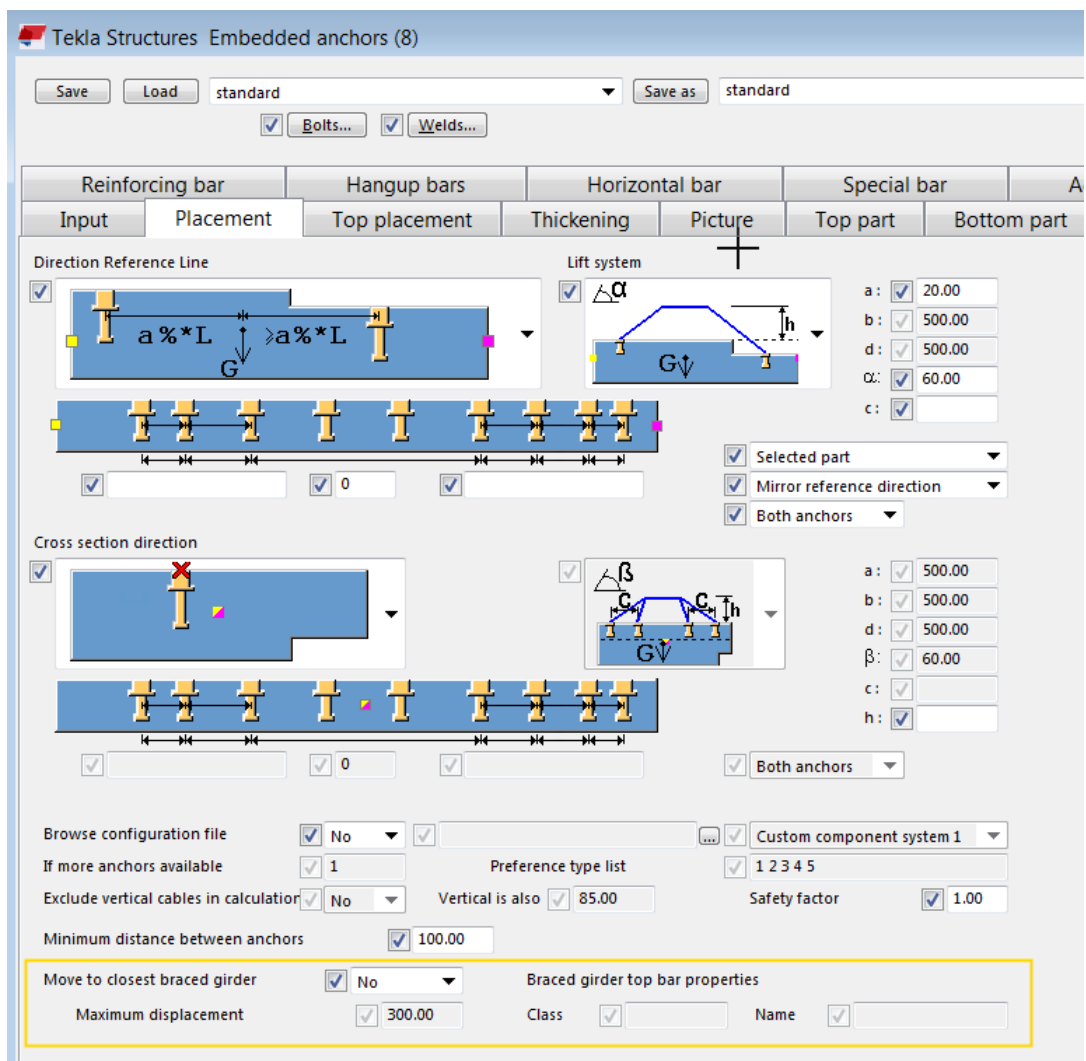 Tekla Structures Embedded anchors (8)
Save Load standard Save as standard
Bolts... Welds...
Reinforcing bar Hangup bars Horizontal bar Special bar A
Input Placement Top placement Thickening Picture Top part Bottom part
Direction Reference Line Lift system
a%*L ≥a%*L G
α h G
a: 20.00
b: 500.00
d: 500.00
α: 60.00
c:
0
Selected part
Mirror reference direction
Both anchors
Cross section direction
ß C C h G
a: 500.00
b: 500.00
d: 500.00
β: 60.00
c:
h:
0 Both anchors
Browse configuration file No ... Custom component system 1
If more anchors available 1 Preference type list 1 2 3 4 5
Exclude vertical cables in calculation No Vertical is also 85.00 Safety factor 1.00
Minimum distance between anchors 100.00
Move to closest braced girder No Braced girder top bar properties
Maximum displacement 300.00 Class Name